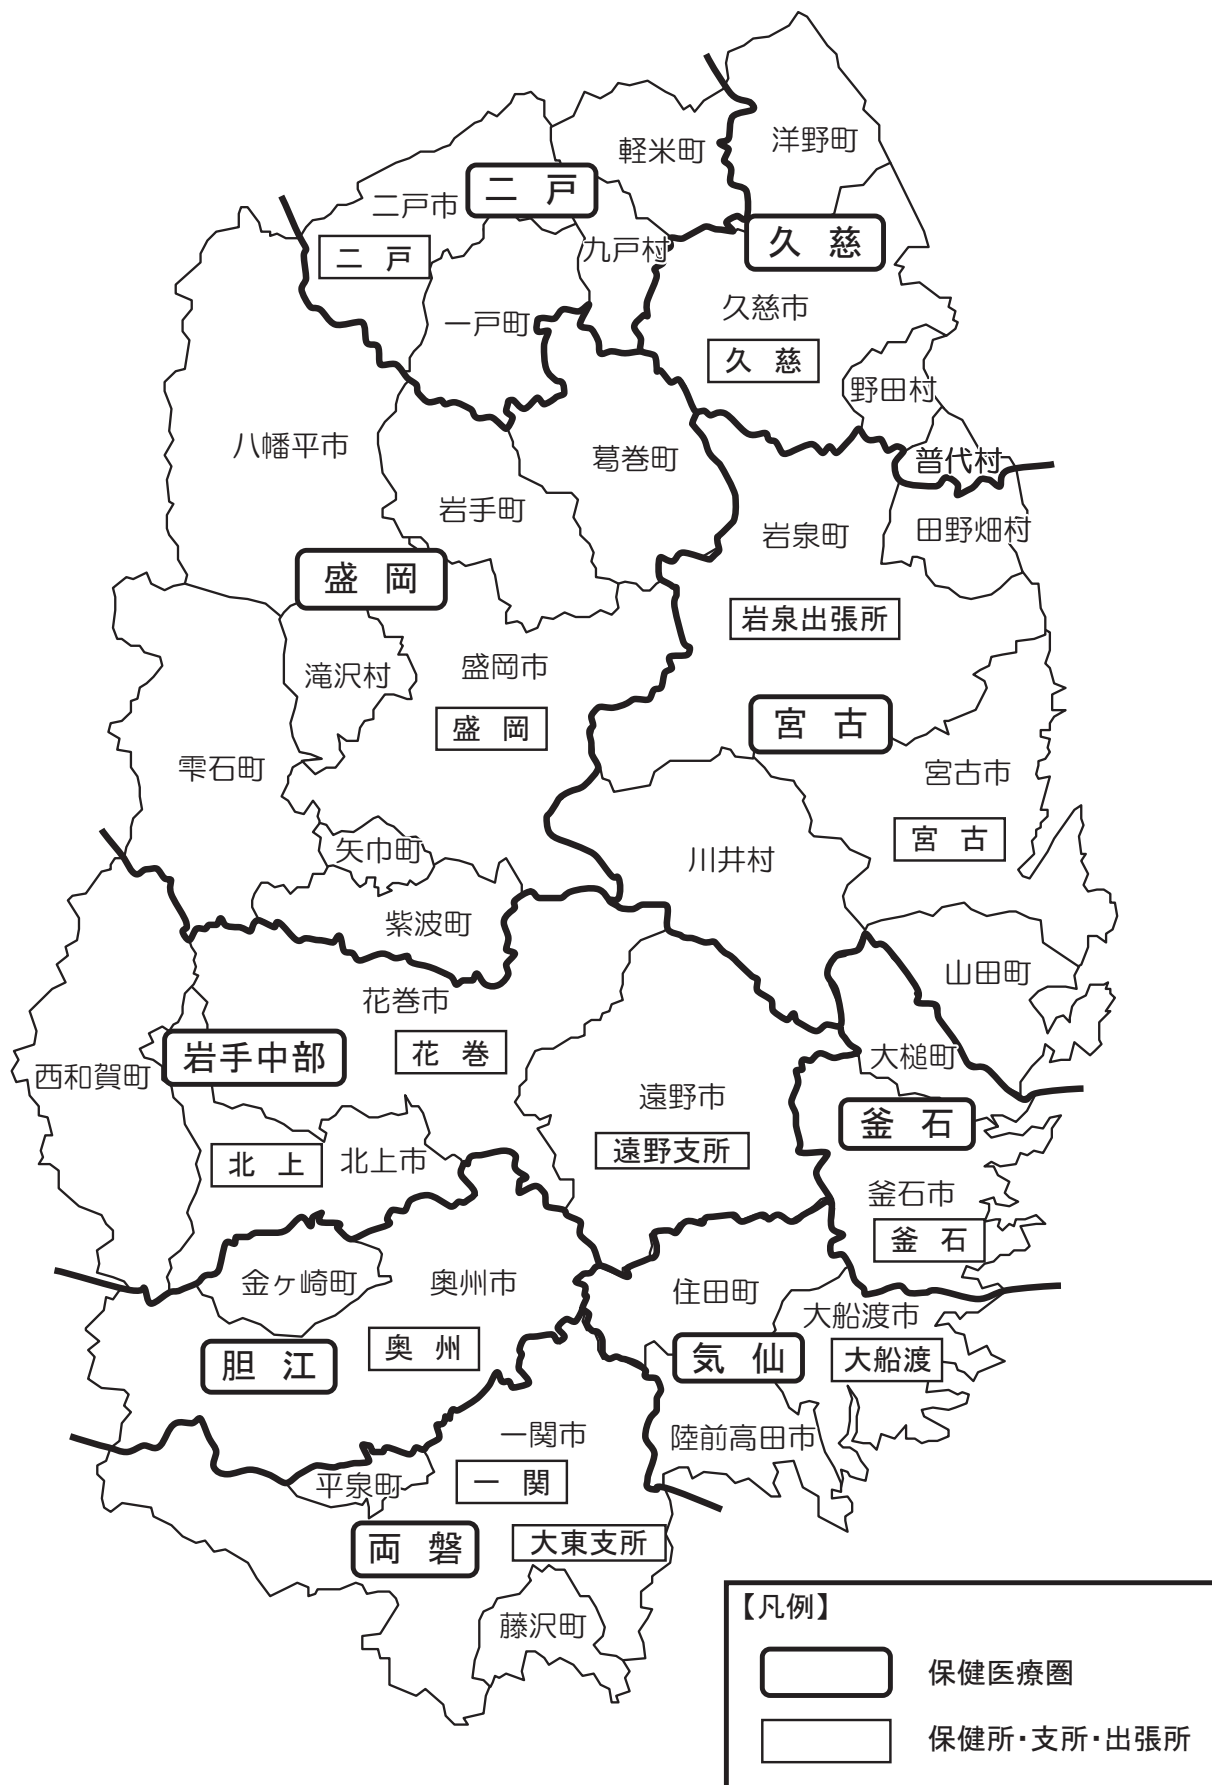 洋野町
軽米町
二 戸
二戸市
久 慈
九戸村
二 戸
久慈市
一戸町
久 慈
野田村
八幡平市
葛巻町
普代村
岩手町
岩泉町
田野畑村
盛 岡
岩泉出張所
盛岡市
滝沢村
盛 岡
宮 古
雫石町
宮古市
宮 古
矢巾町
川井村
紫波町
山田町
花巻市
花 巻
岩手中部
大槌町
西和賀町
遠野市
釜 石
遠野支所
北 上
北上市
釜石市
釜 石
金ヶ崎町
奥州市
住田町
大船渡市
奥 州
胆 江
気 仙
大船渡
一関市
陸前高田市
平泉町
一 関
両 磐
大東支所
藤沢町
【凡例】
保健医療圏
保健所・支所・出張所